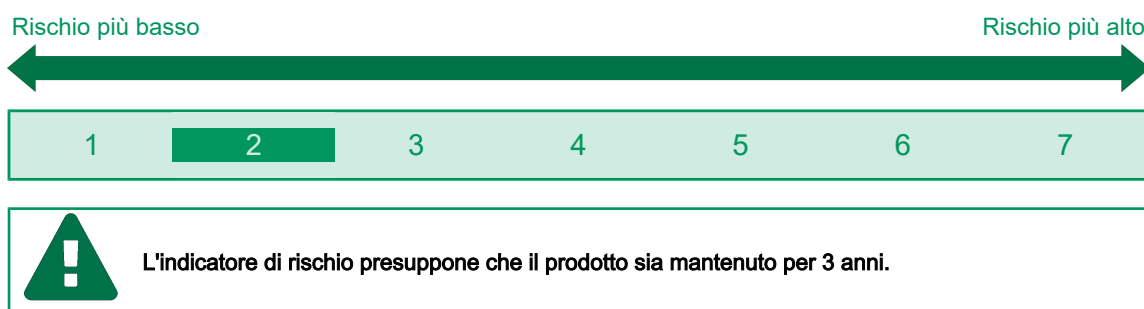 Rischio più basso Rischio più alto
1 2 3 4 5 6 7
! L'indicatore di rischio presuppone che il prodotto sia mantenuto per 3 anni.